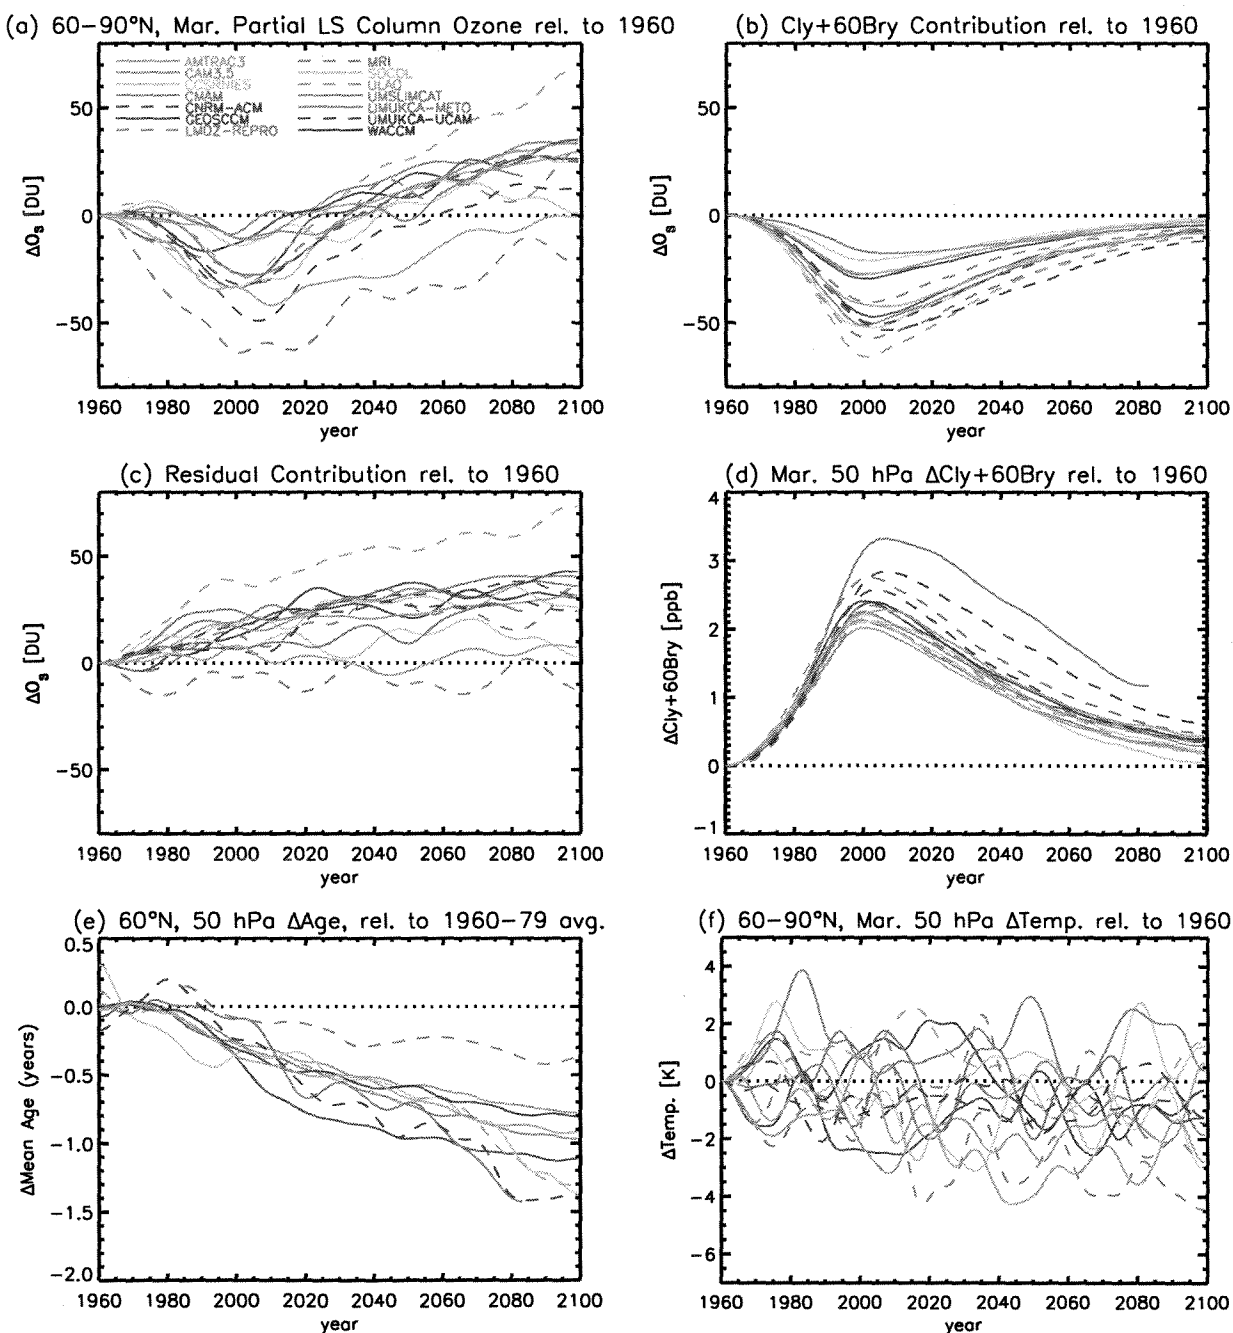 (a) 60−90°N, Mar. Partial LS Column Ozone rel. to 1960
AMTRAC3
CAM3.5
CCSRNIES
CMAM
CNRM−ACM
GEOSCCM
LMDZ−REPRO
MRI
SOCOL
ULAQ
UMSLIMCAT
UMUKCA−METO
UMUKCA−UCAM
WACCM
ΔO3 [DU]
50
0
−50
1960 1980 2000 2020 2040 2060 2080 2100
year
(b) Cly+60Bry Contribution rel. to 1960
ΔO3 [DU]
50
0
−50
1960 1980 2000 2020 2040 2060 2080 2100
year
(c) Residual Contribution rel. to 1960
ΔO3 [DU]
50
0
−50
1960 1980 2000 2020 2040 2060 2080 2100
year
(d) Mar. 50 hPa ΔCly+60Bry rel. to 1960
ΔCly+60Bry [ppb]
4
3
2
1
0
−1
1960 1980 2000 2020 2040 2060 2080 2100
year
(e) 60°N, 50 hPa ΔAge, rel. to 1960−79 avg.
ΔMean Age (years)
0.5
0.0
−0.5
−1.0
−1.5
−2.0
1960 1980 2000 2020 2040 2060 2080 2100
year
(f) 60−90°N, Mar. 50 hPa ΔTemp. rel. to 1960
ΔTemp. [K]
4
2
0
−2
−4
−6
1960 1980 2000 2020 2040 2060 2080 2100
year